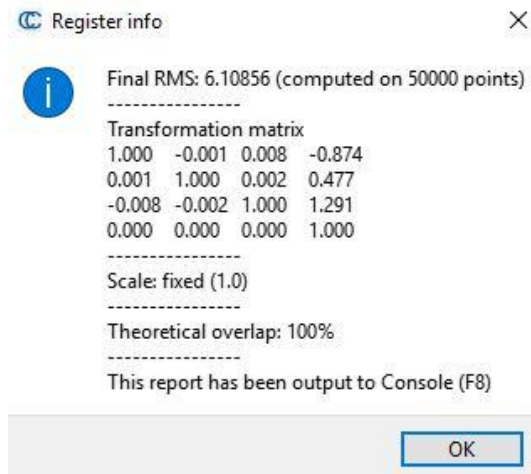 Register info
Final RMS: 6.10856 (computed on 50000 points)
----------------
Transformation matrix
1.000 -0.001 0.008 -0.874
0.001 1.000 0.002 0.477
-0.008 -0.002 1.000 1.291
0.000 0.000 0.000 1.000
----------------
Scale: fixed (1.0)
----------------
Theoretical overlap: 100%
----------------
This report has been output to Console (F8)
OK